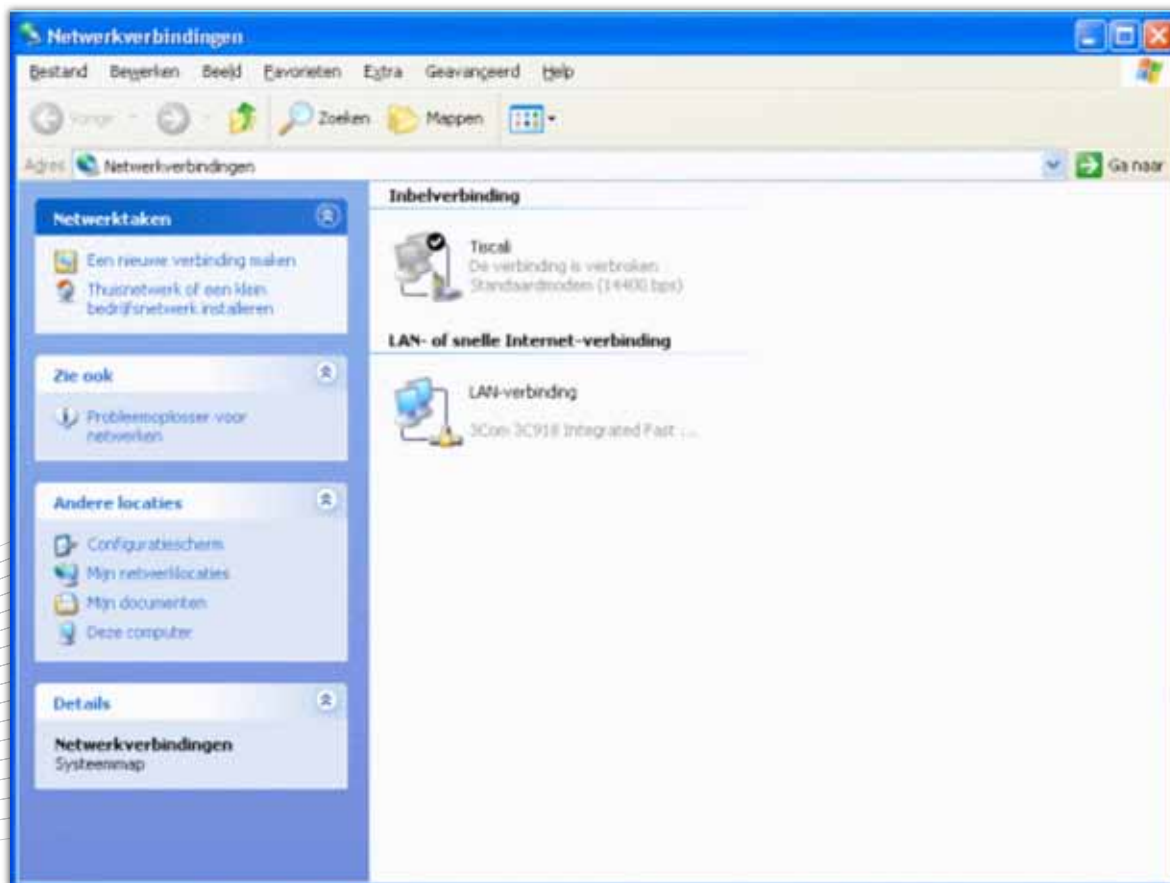 Netwerkverbindingen
Bestand Bewerken Beeld Favorieten Extra Geavanceerd Help
Vorige Zoeken Mappen
Adres Netwerkverbindingen Ga naar
Netwerktaken
Een nieuwe verbinding maken
Thuisnetwerk of een klein
bedrijfsnetwerk installeren
Zie ook
Probleemoplosser voor
netwerken
Andere locaties
Configuratiescherm
Mijn netwerklocaties
Mijn documenten
Deze computer
Details
Netwerkverbindingen
Systeemmap
Inbelverbinding
Tiscali
De verbinding is verbroken
Standaardmodem (14400 bps)
LAN- of snelle Internet-verbinding
LAN-verbinding
3Com 3C918 Integrated Fast ...